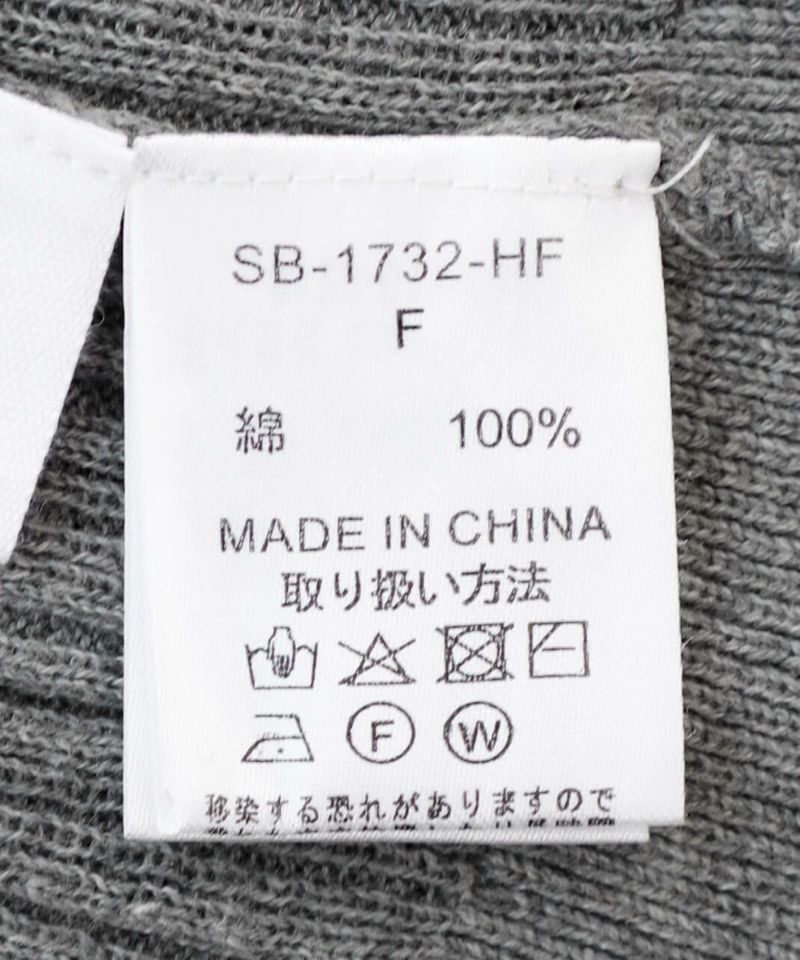 SB-1732-HF
F
綿 100%
MADE IN CHINA
取り扱い方法
F W
移染する恐れがありますので